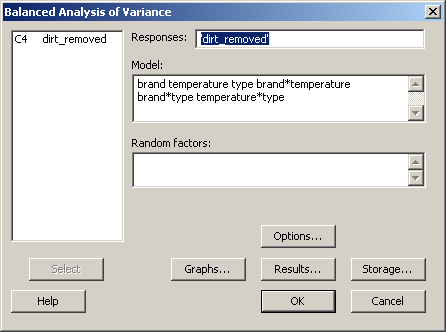 Balanced Analysis of Variance
C4 dirt_removed
Responses: 'dirt_removed'
Model:
brand temperature type brand*temperature
brand*type temperature*type
Random factors:
Options...
Select Graphs... Results... Storage...
Help OK Cancel